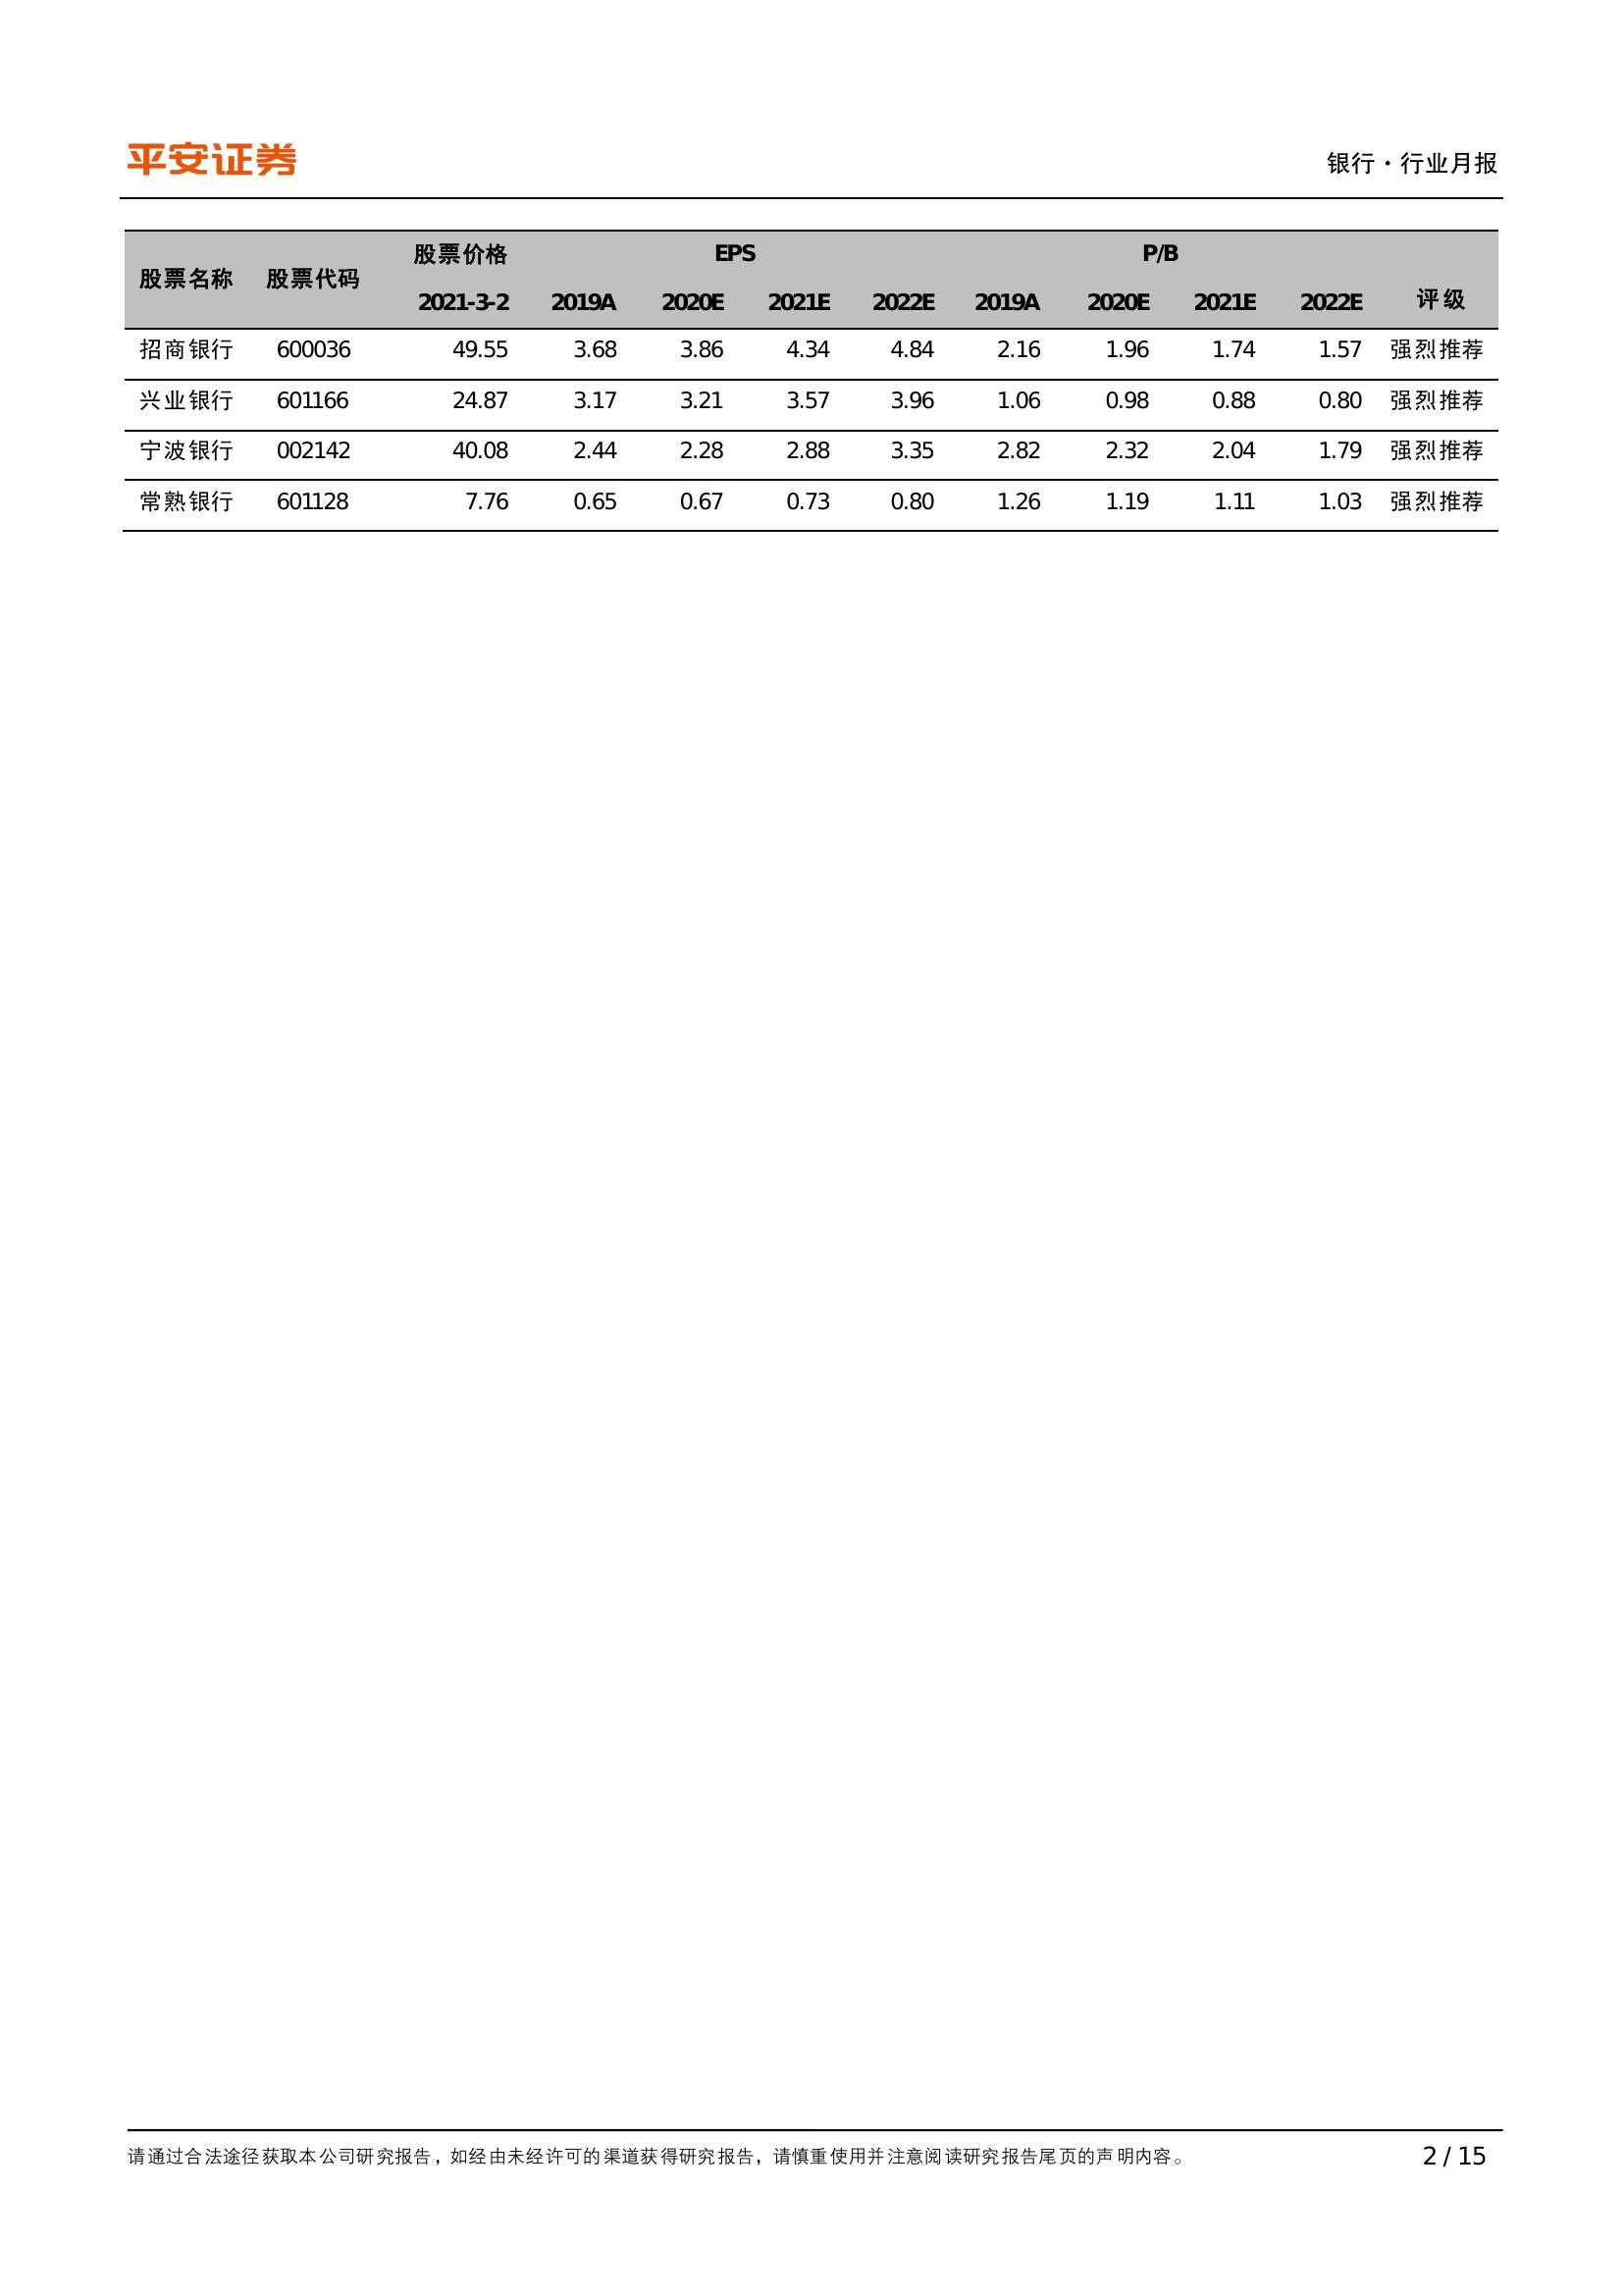 平安证券
银行·行业月报
股票名称 股票代码 股票价格 EPS P/B 评级
2021-3-2 2019A 2020E 2021E 2022E 2019A 2020E 2021E 2022E
招商银行 600036 49.55 3.68 3.86 4.34 4.84 2.16 1.96 1.74 1.57 强烈推荐
兴业银行 601166 24.87 3.17 3.21 3.57 3.96 1.06 0.98 0.88 0.80 强烈推荐
宁波银行 002142 40.08 2.44 2.28 2.88 3.35 2.82 2.32 2.04 1.79 强烈推荐
常熟银行 601128 7.76 0.65 0.67 0.73 0.80 1.26 1.19 1.11 1.03 强烈推荐
请通过合法途径获取本公司研究报告，如经由未经许可的渠道获得研究报告，请慎重使用并注意阅读研究报告尾页的声明内容。 2 / 15